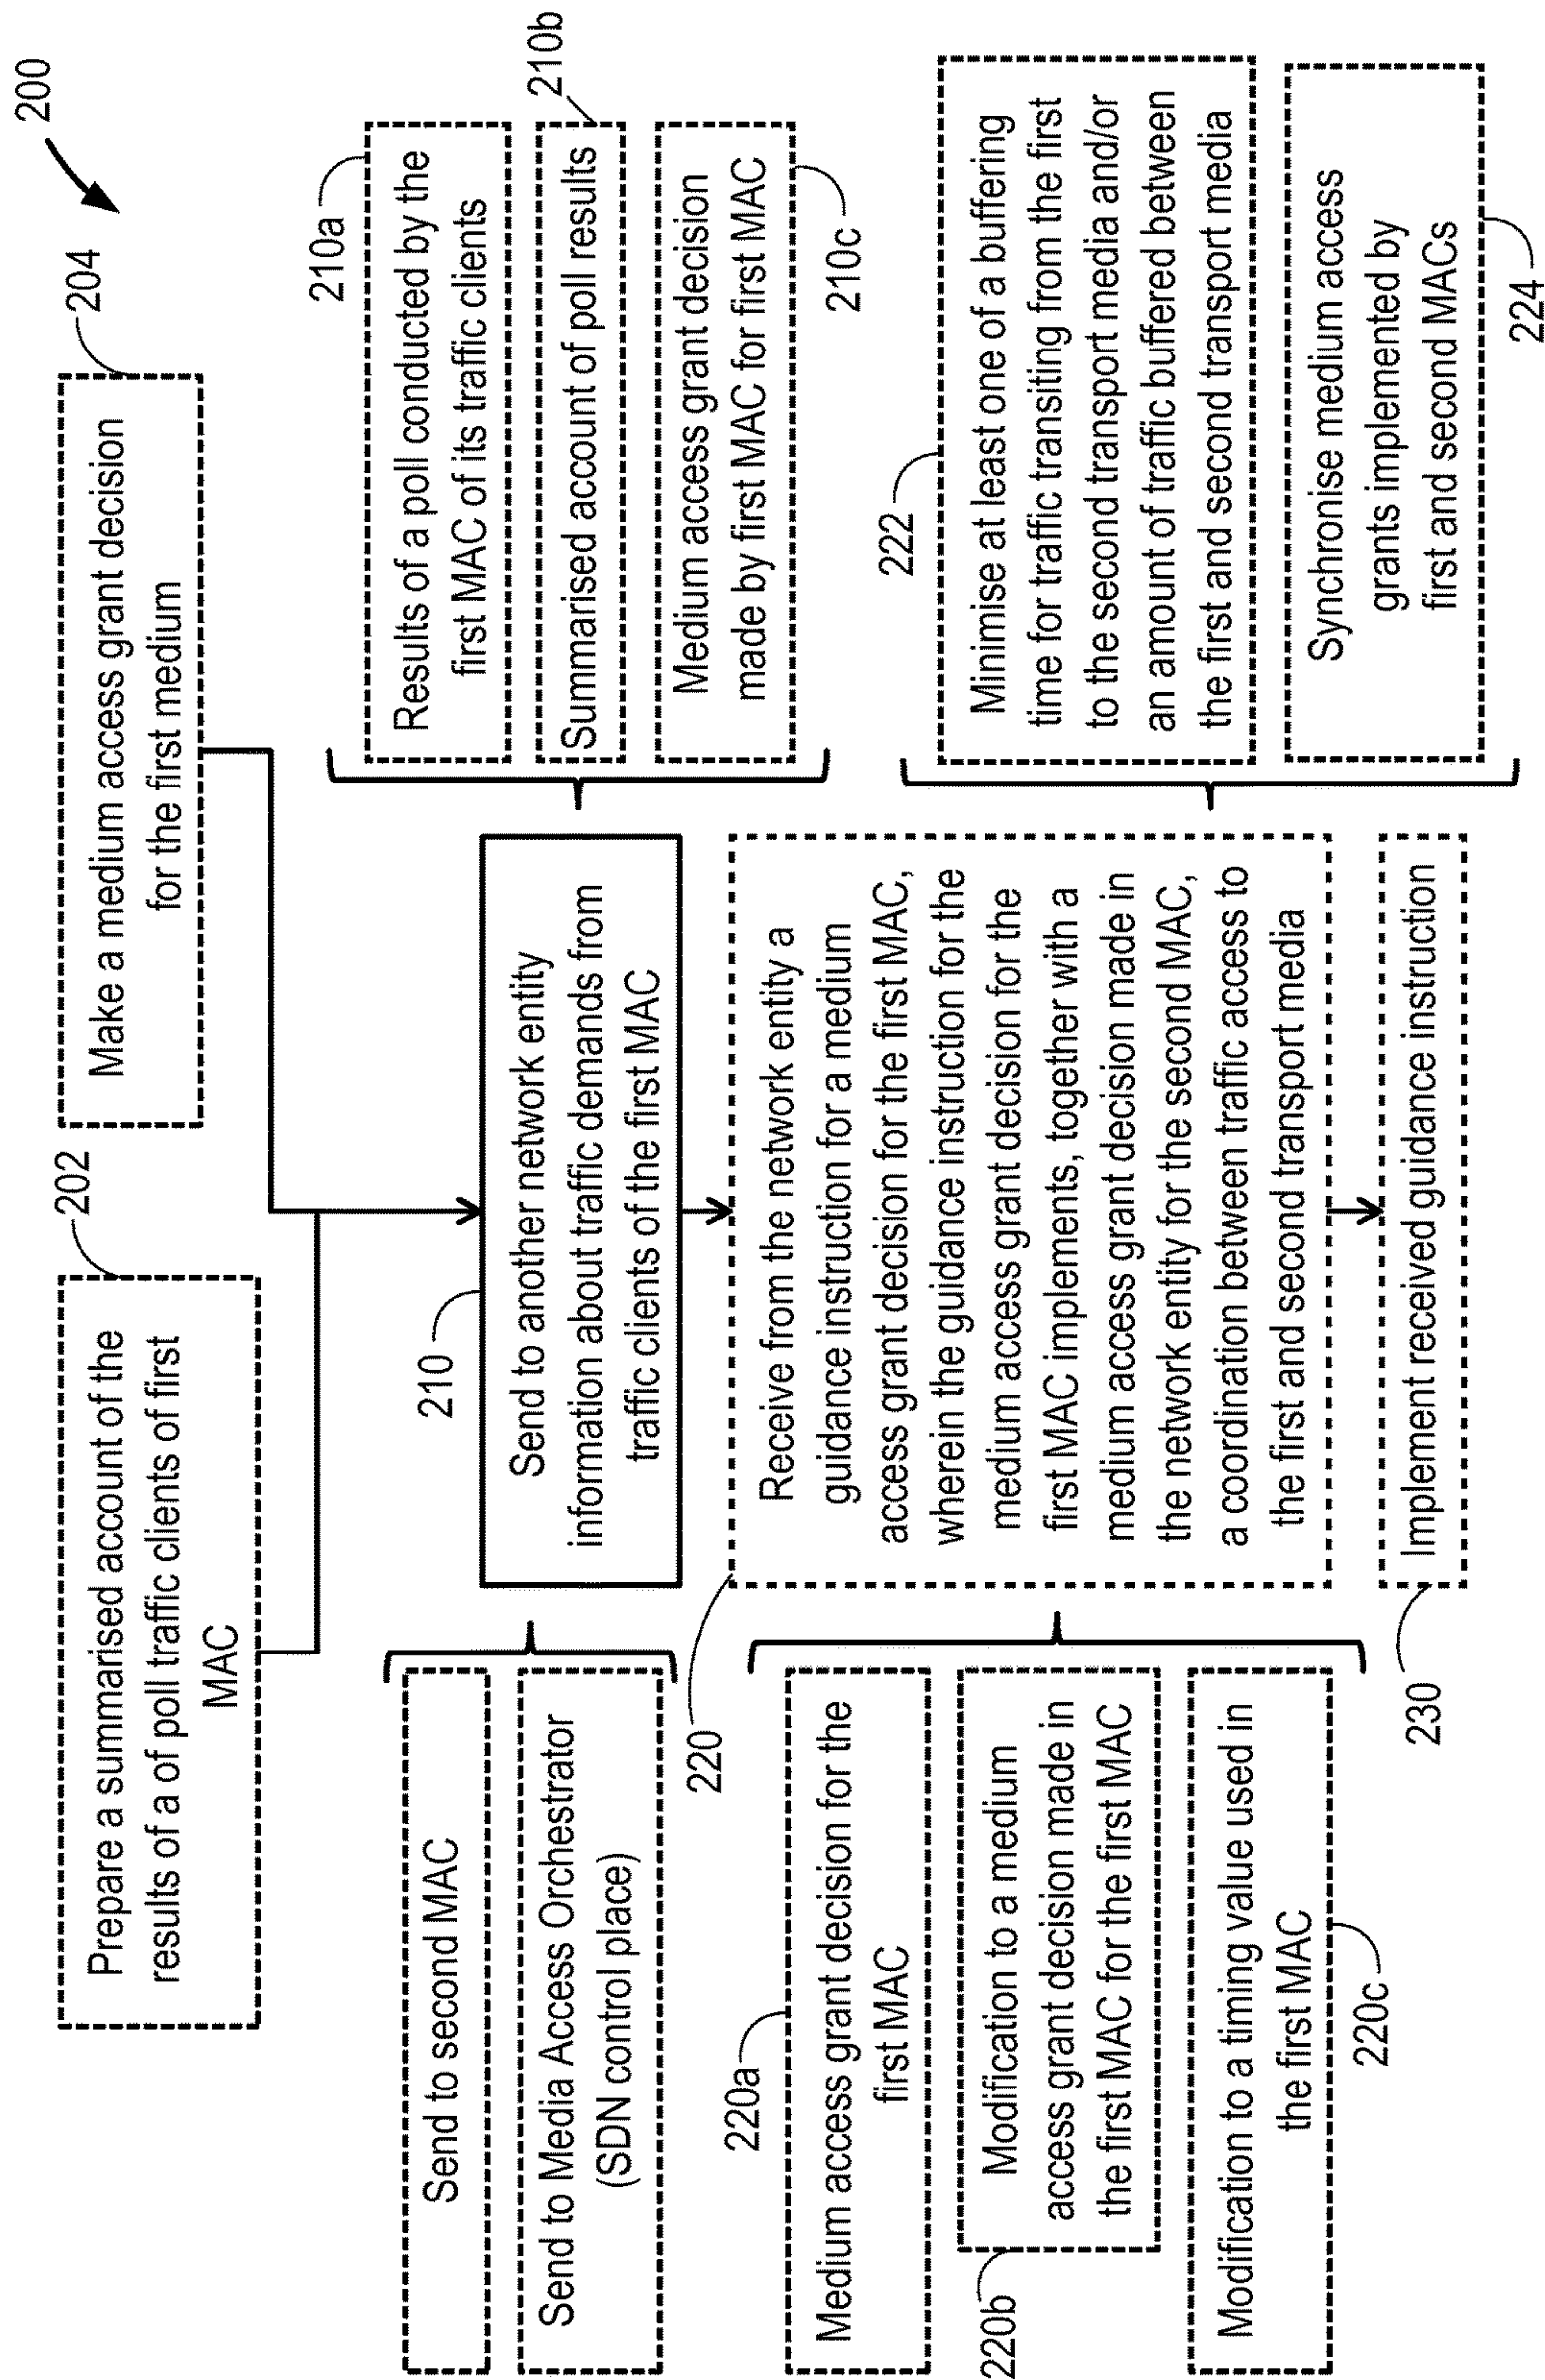 200
202
Prepare a summarised account of the
results of a of poll traffic clients of first
MAC
204
Make a medium access grant decision
for the first medium
Send to second MAC
Send to Media Access Orchestrator
(SDN control place)
210
Send to another network entity
information about traffic demands from
traffic clients of the first MAC
210a
Results of a poll conducted by the
first MAC of its traffic clients
210b
Summarised account of poll results
Medium access grant decision
made by first MAC for first MAC
210c
220a
Medium access grant decision for the
first MAC
220b
Modification to a medium
access grant decision made in
the first MAC for the first MAC
Modification to a timing value used in
the first MAC
220c
220
Receive from the network entity a
guidance instruction for a medium
access grant decision for the first MAC,
wherein the guidance instruction for the
medium access grant decision for the
first MAC implements, together with a
medium access grant decision made in
the network entity for the second MAC,
a coordination between traffic access to
the first and second transport media
222
Minimise at least one of a buffering
time for traffic transiting from the first
to the second transport media and/or
an amount of traffic buffered between
the first and second transport media
Synchronise medium access
grants implemented by
first and second MACs
224
230
Implement received guidance instruction